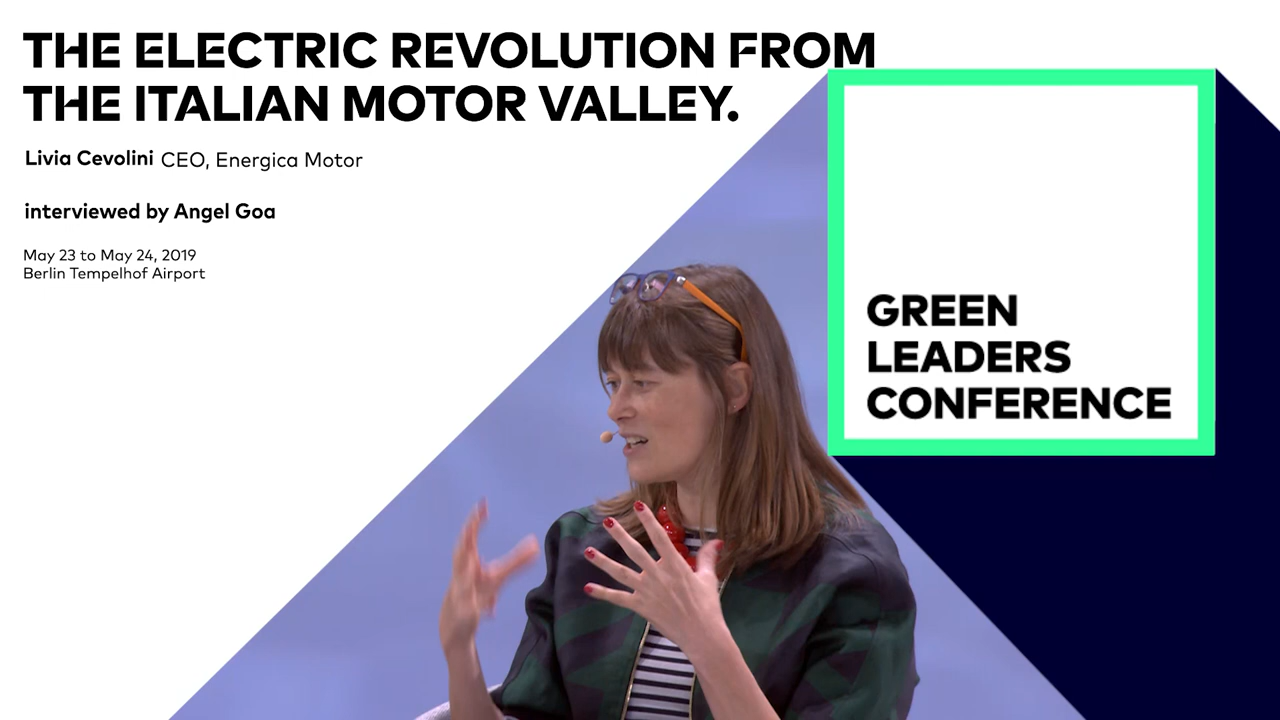 THE ELECTRIC REVOLUTION FROM
THE ITALIAN MOTOR VALLEY.
Livia Cevolini CEO, Energica Motor
interviewed by Angel Goa
May 23 to May 24, 2019
Berlin Tempelhof Airport
GREEN
LEADERS
CONFERENCE